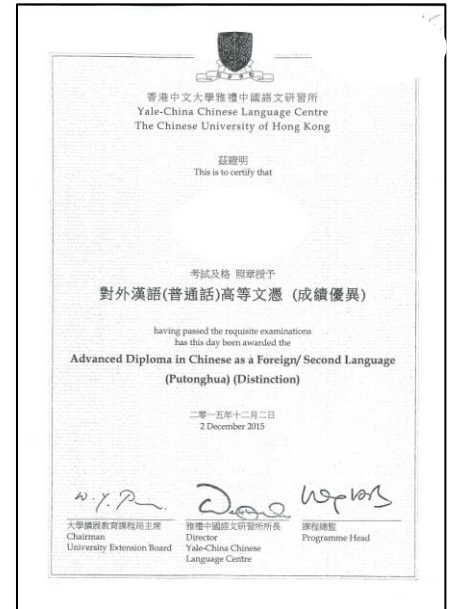 香港中文大學雅禮中國語文研習所
Yale-China Chinese Language Centre
The Chinese University of Hong Kong
茲證明
This is to certify that
考試及格 照章授予
對外漢語(普通話)高等文憑 (成績優異)
having passed the requisite examinations
has this day been awarded the
Advanced Diploma in Chinese as a Foreign/ Second Language
(Putonghua) (Distinction)
二零一五年十二月二日
2 December 2015
大學擴展教育課程局主席
Chairman
University Extension Board
雅禮中國語文研習所所長
Director
Yale-China Chinese
Language Centre
課程總監
Programme Head